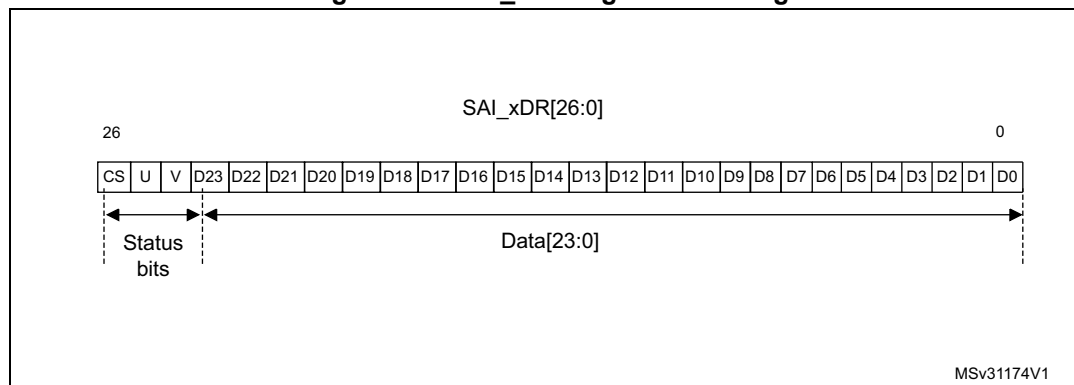 SAI_xDR[26:0]
26 0
CS U V D23 D22 D21 D20 D19 D18 D17 D16 D15 D14 D13 D12 D11 D10 D9 D8 D7 D6 D5 D4 D3 D2 D1 D0
Status
bits
Data[23:0]
MSv31174V1